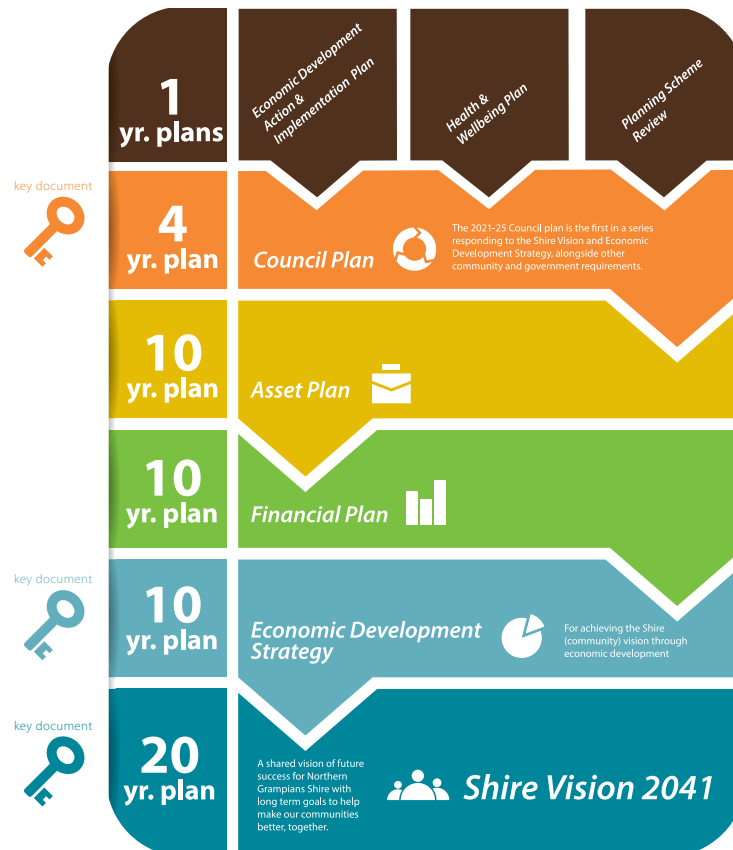 1
yr. plans
Economic Development
Action &
Implementation Plan
Health &
Wellbeing Plan
Planning Scheme
Review
key document
4
yr. plan
Council Plan
The 2021-25 Council plan is the first in a series
responding to the Shire Vision and Economic
Development Strategy, alongside other
community and government requirements.
10
yr. plan
Asset Plan
10
yr. plan
Financial Plan
key document
10
yr. plan
Economic Development
Strategy
For achieving the Shire
(community) vision through
economic development
key document
20
yr. plan
A shared vision of future
success for Northern
Grampians Shire with
long term goals to help
make our communities
better, together.
Shire Vision 2041